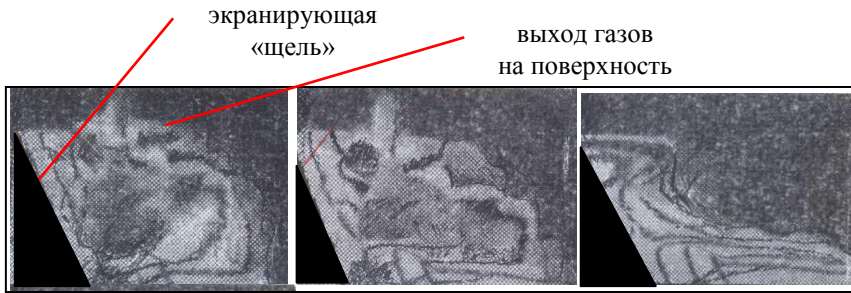 экранирующая
«щель»
выход газов
на поверхность